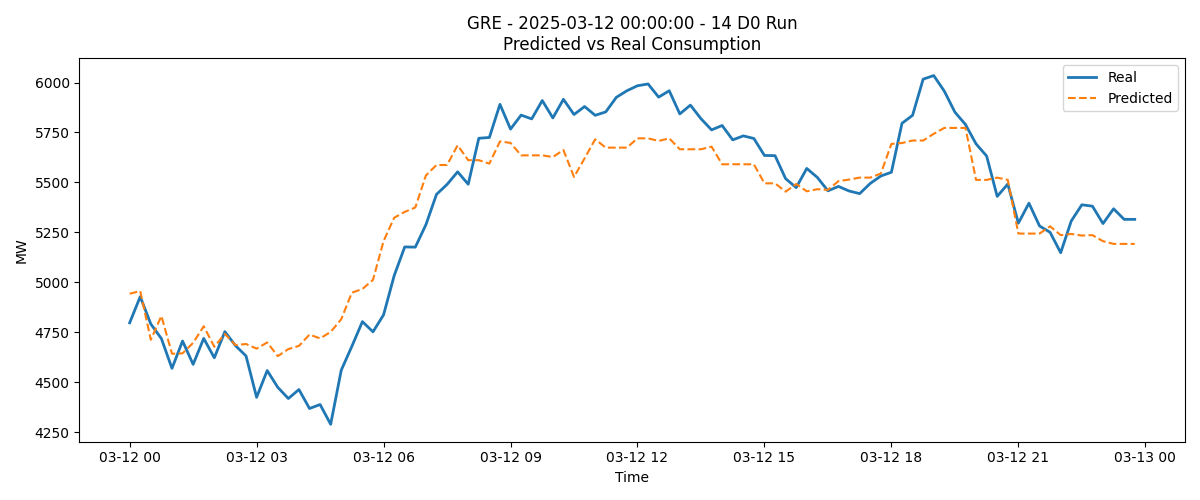 GRE - 2025-03-12 00:00:00 - 14 D0 Run
Predicted vs Real Consumption
Real
Predicted
6000
5750
5500
5250
5000
4750
4500
4250
MW
03-12 00
03-12 03
03-12 06
03-12 09
03-12 12
03-12 15
03-12 18
03-12 21
03-13 00
Time